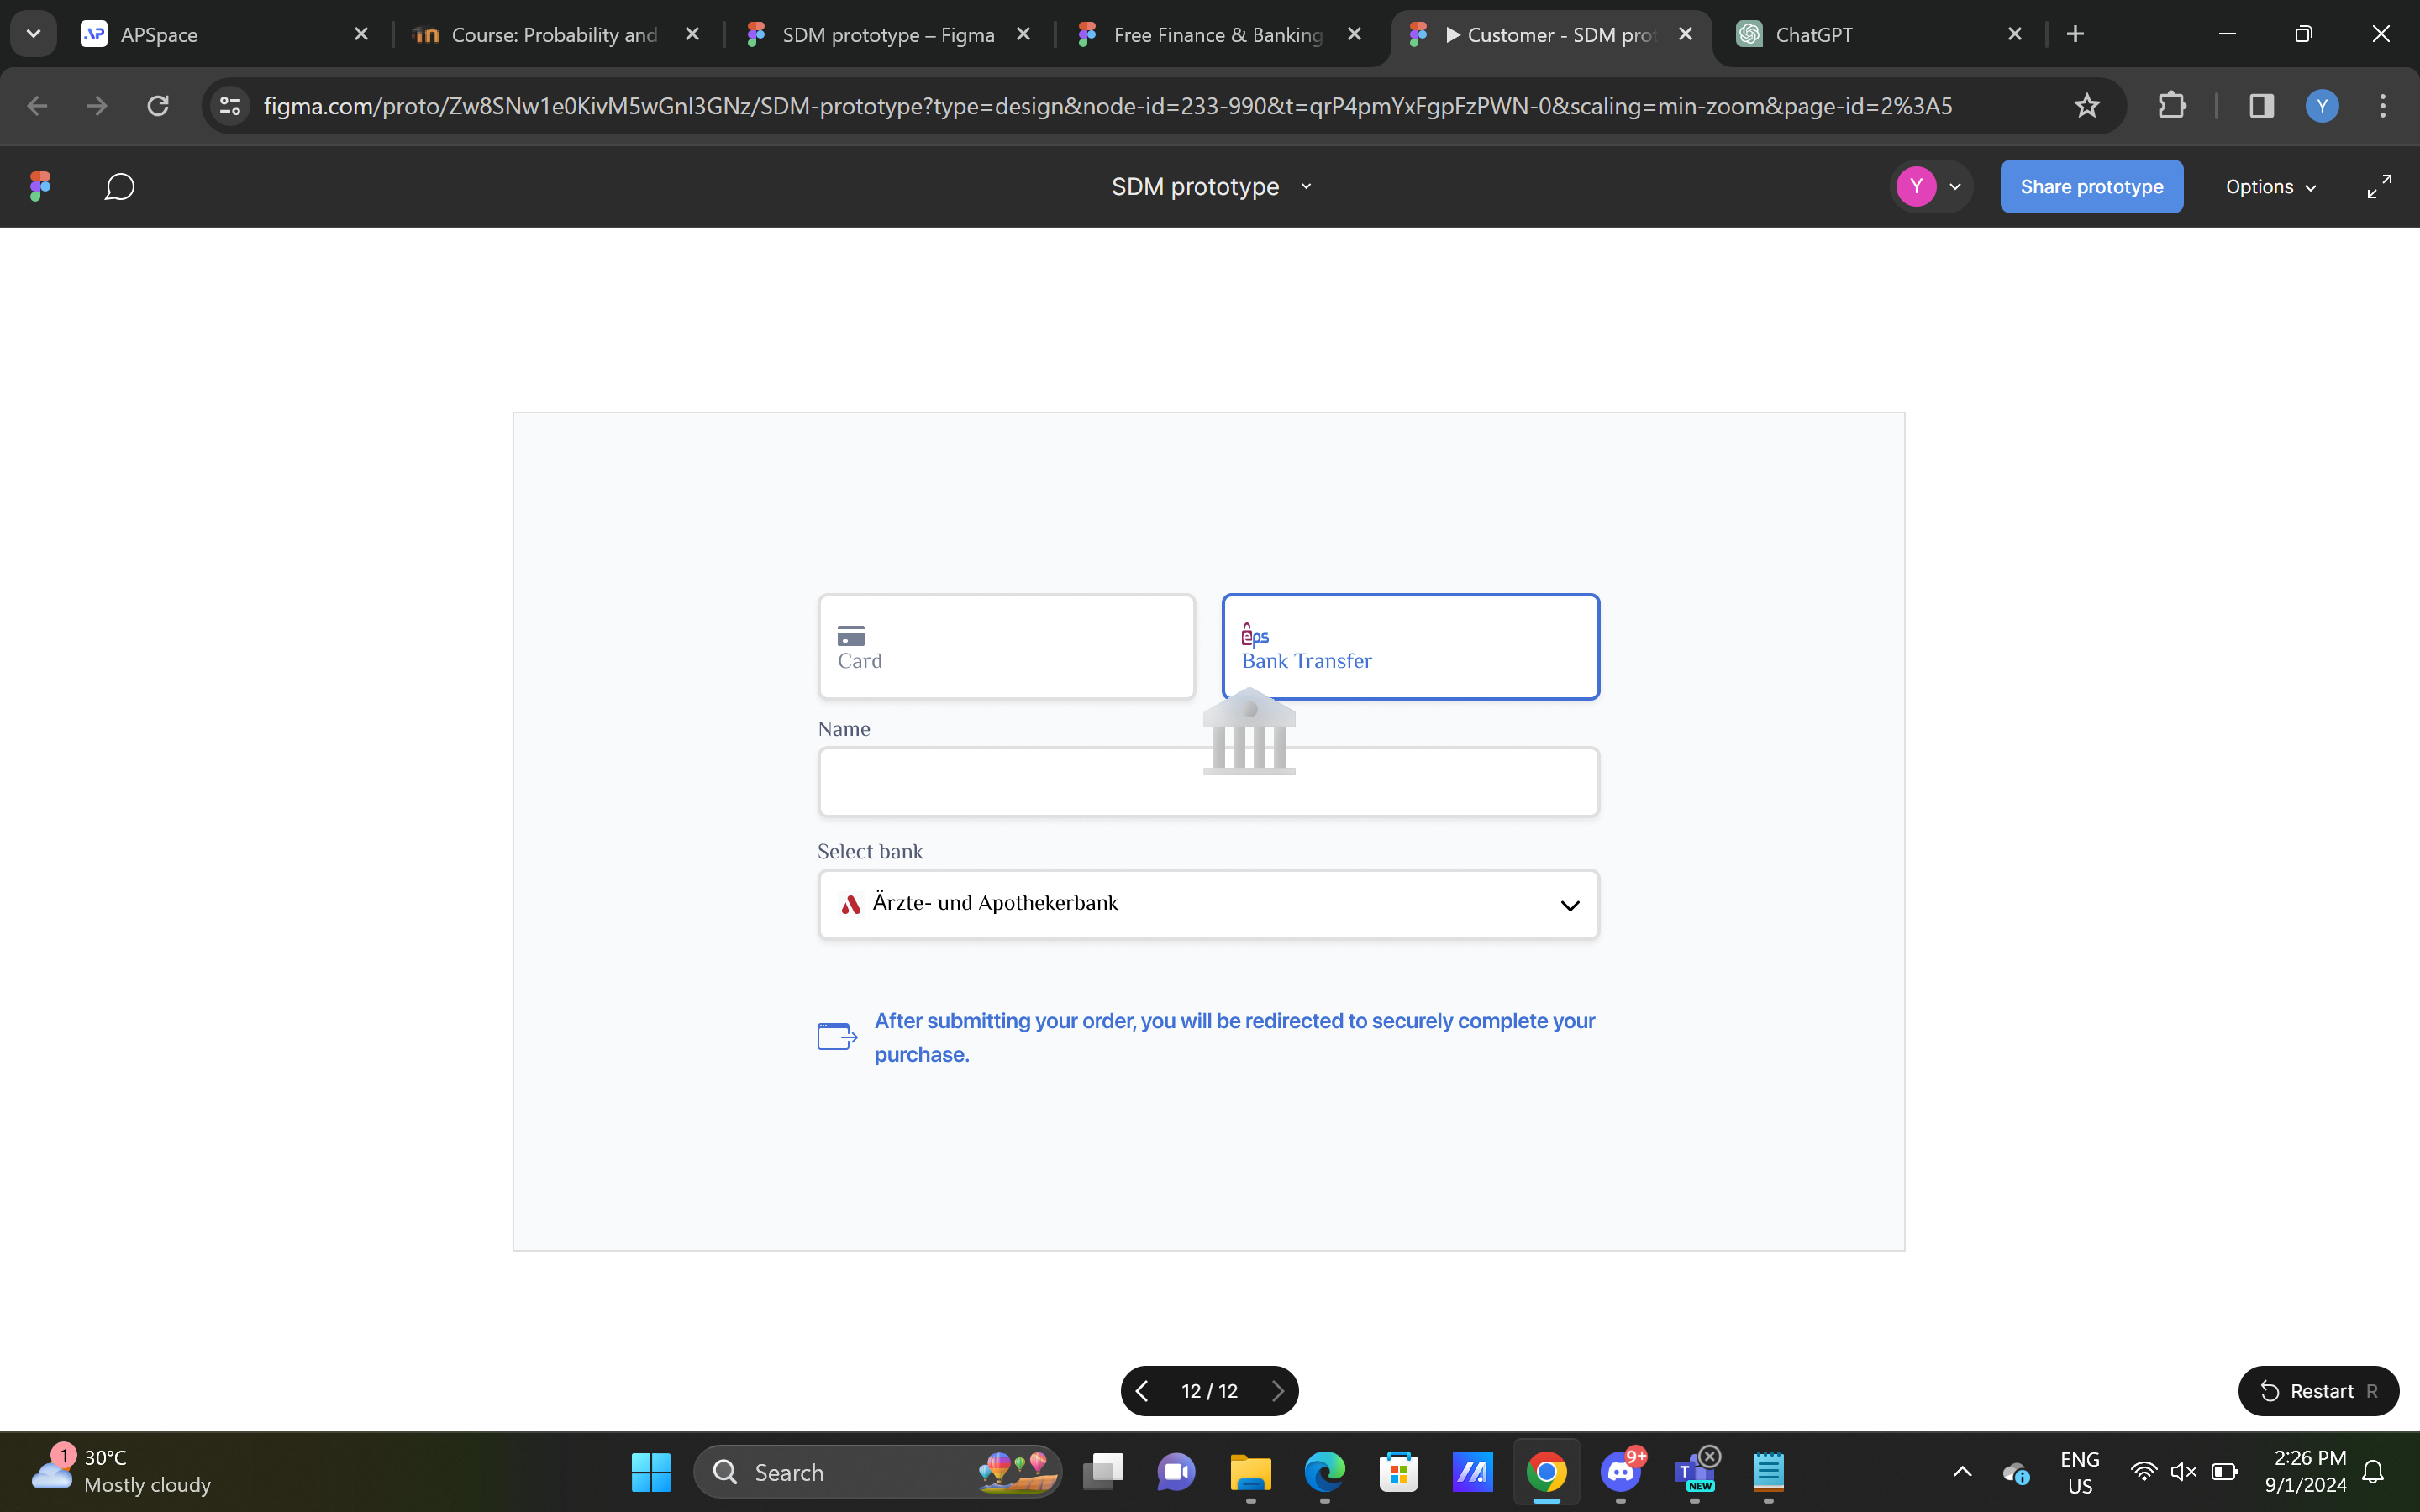 APSpace
Course: Probability and
SDM prototype – Figma
Free Finance & Banking
Customer - SDM prot
ChatGPT
figma.com/proto/Zw8SNw1e0KivM5wGnI3GNz/SDM-prototype?type=design&node-id=233-990&t=qrP4pmYxFgpFzPWN-0&scaling=min-zoom&page-id=2%3A5
Y
SDM prototype
Y
Share prototype
Options
Card
eps
Bank Transfer
Name
Select bank
Ärzte- und Apothekerbank
After submitting your order, you will be redirected to securely complete your
purchase.
12 / 12
Restart R
1
30°C
Mostly cloudy
Search
9+
T
NEW
ENG
US
2:26 PM
9/1/2024